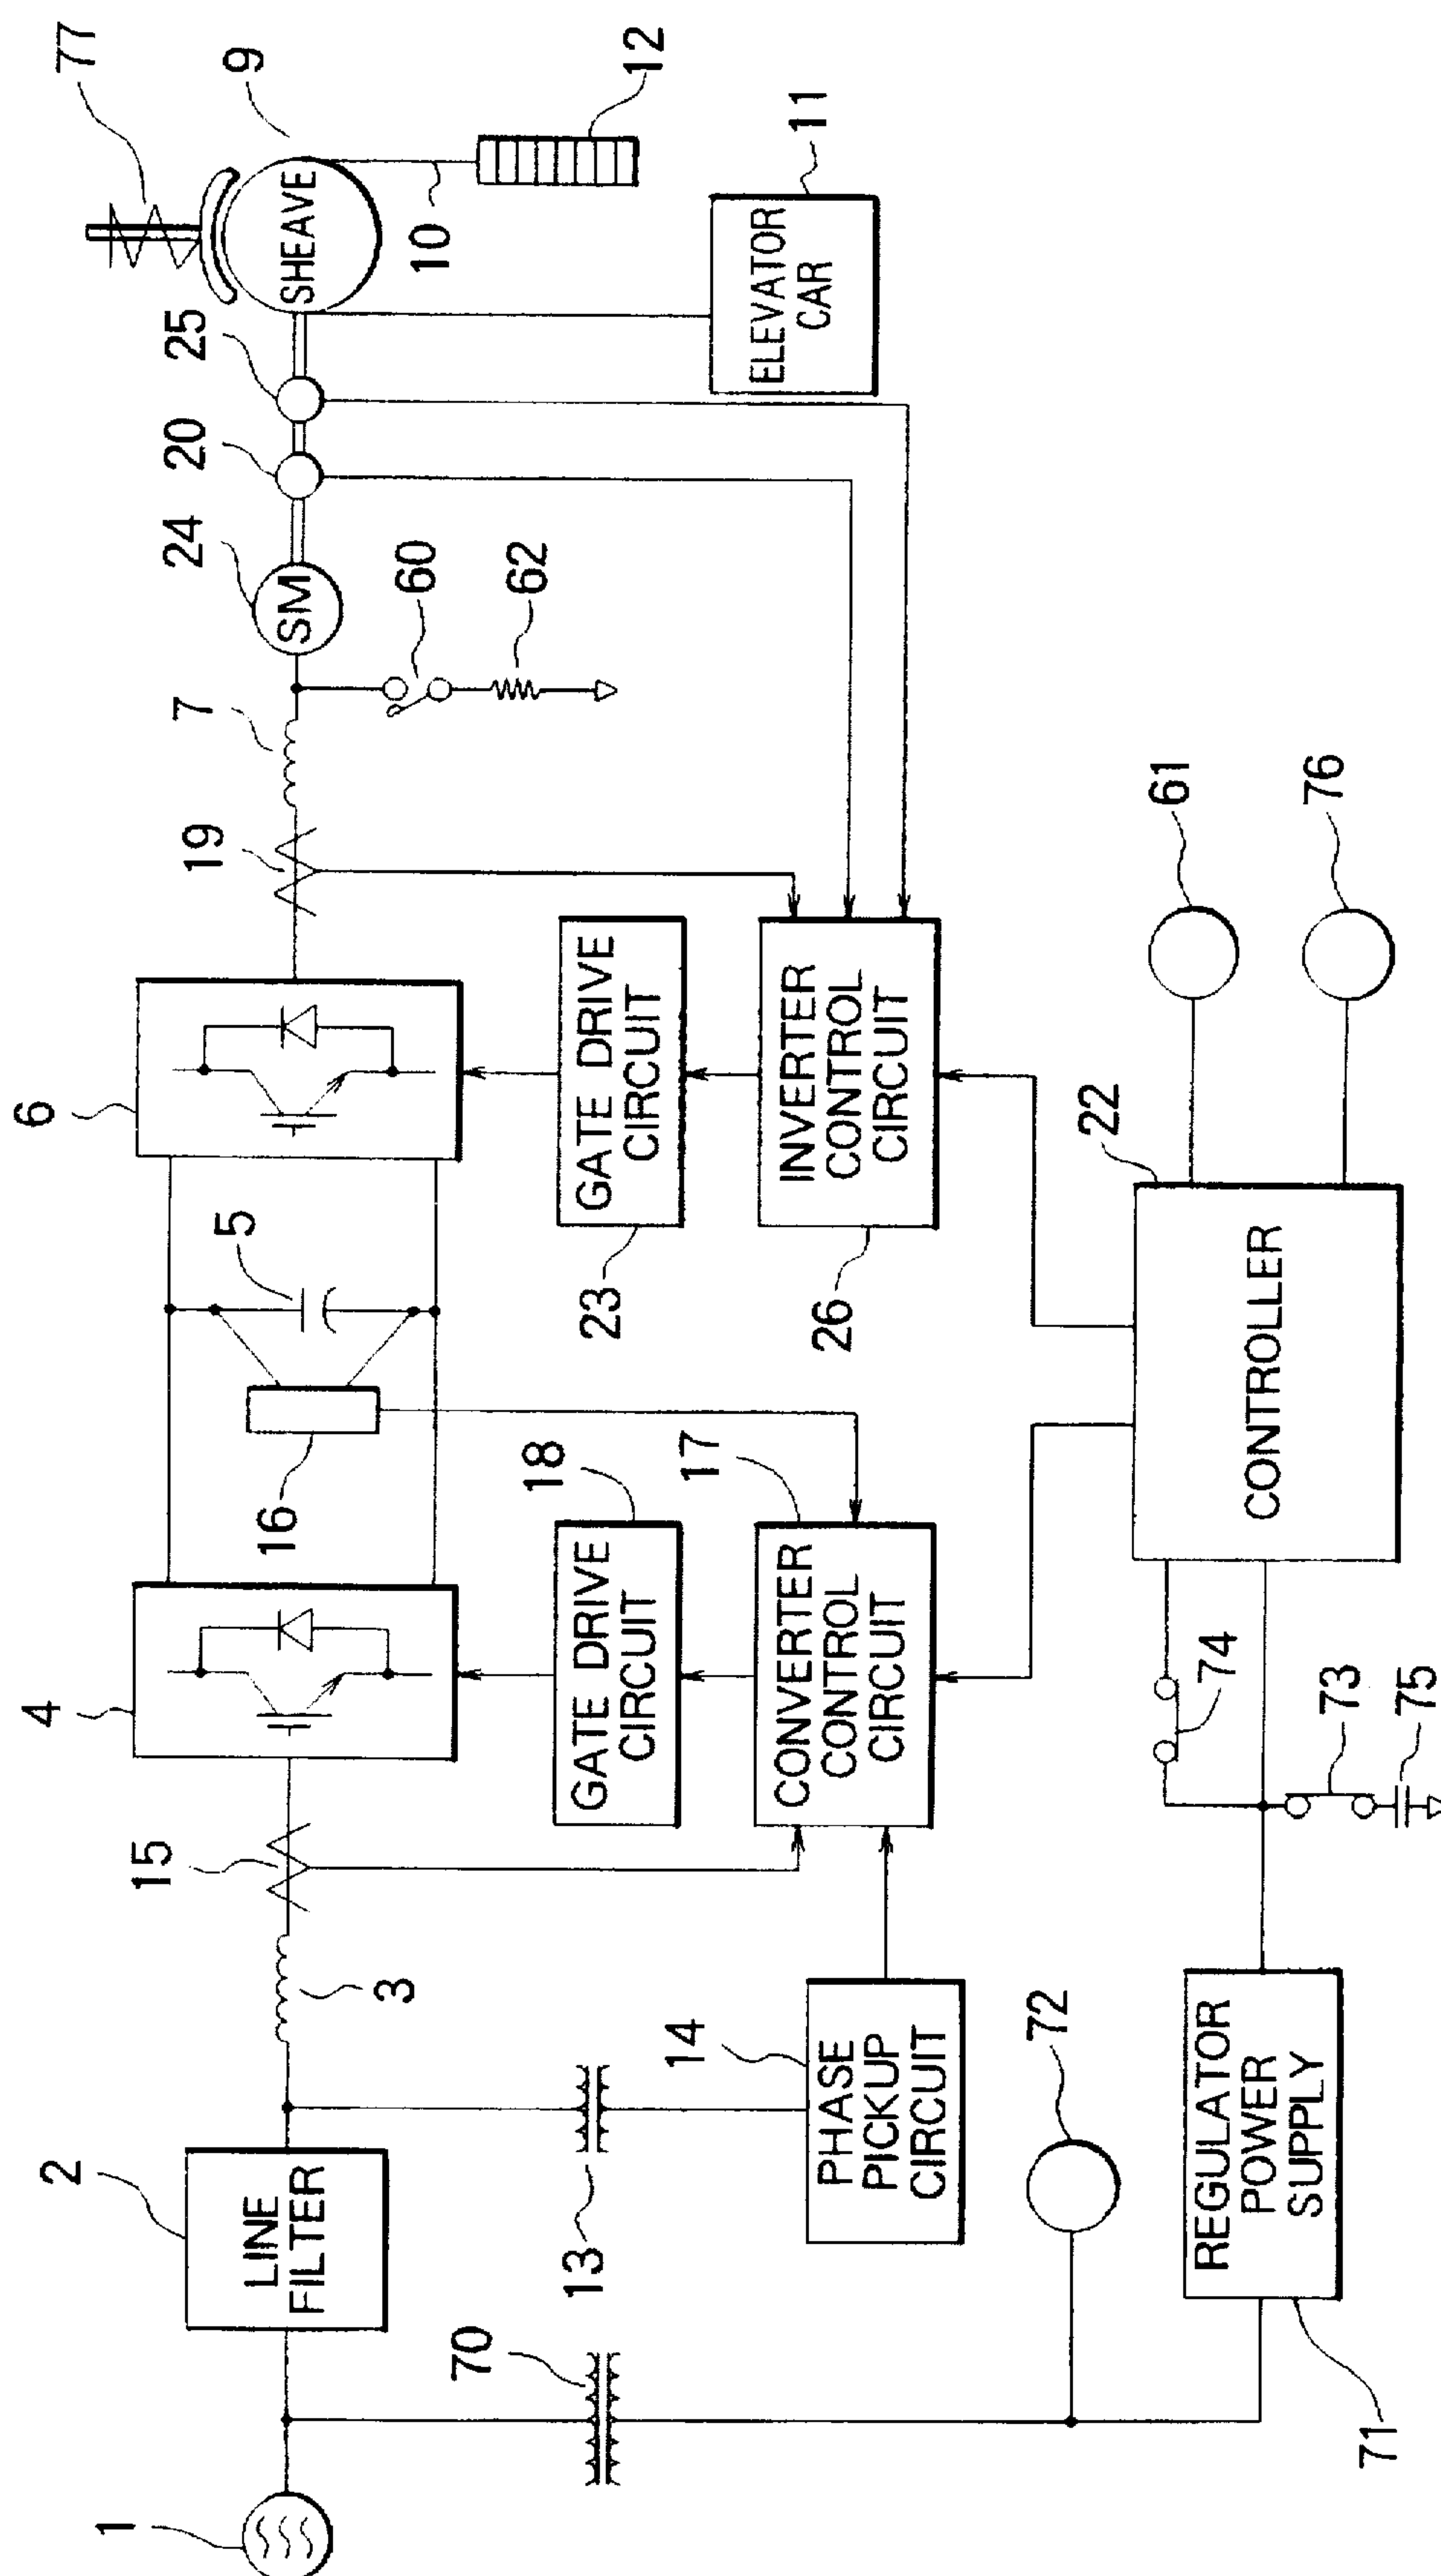 77
9
12
SHEAVE
10
11
ELEVATOR
CAR
25
20
24
SM
60
62
7
19
61
76
6
GATE DRIVE
CIRCUIT
23
INVERTER
CONTROL
CIRCUIT
26
22
CONTROLLER
5
16
18
GATE DRIVE
CIRCUIT
17
CONVERTER
CONTROL
CIRCUIT
4
74
73
75
15
3
14
PHASE
PICKUP
CIRCUIT
13
72
REGULATOR
POWER
SUPPLY
71
2
LINE
FILTER
70
1